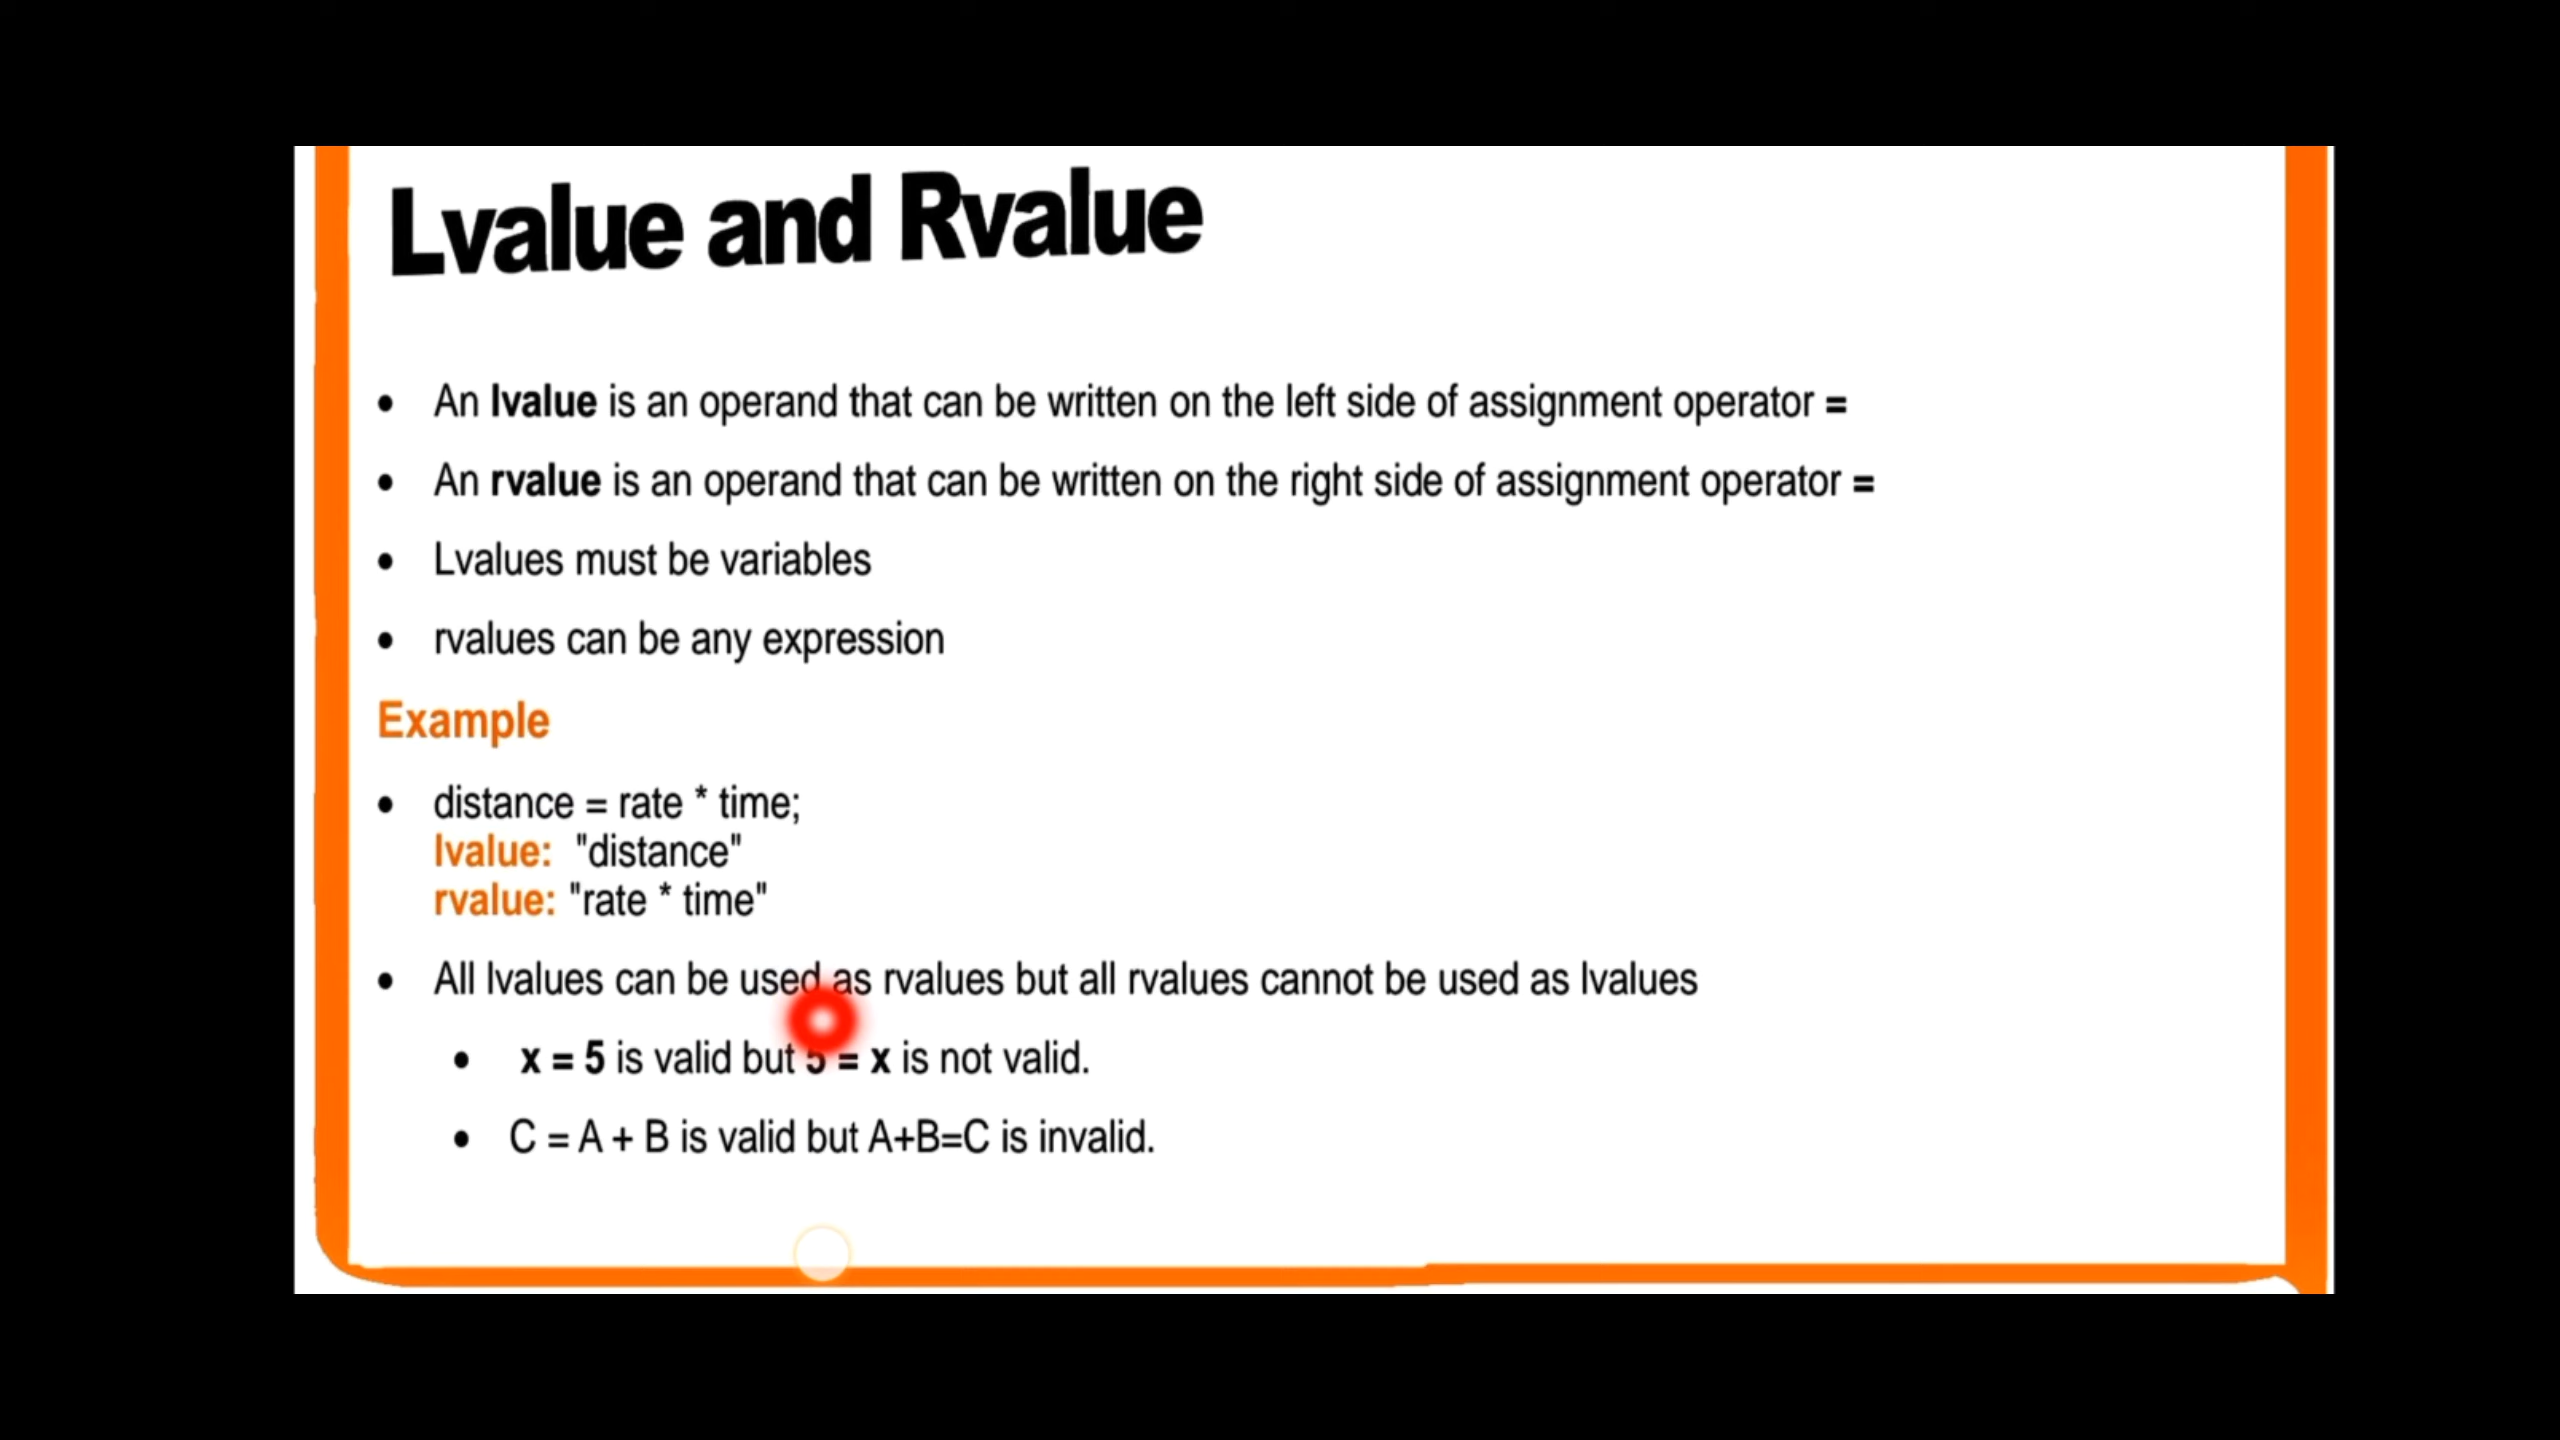 Lvalue and Rvalue
• An lvalue is an operand that can be written on the left side of assignment operator =
• An rvalue is an operand that can be written on the right side of assignment operator =
• Lvalues must be variables
• rvalues can be any expression
Example
• distance = rate * time;
lvalue: "distance"
rvalue: "rate * time"
• All lvalues can be used as rvalues but all rvalues cannot be used as lvalues
• x = 5 is valid but 5 = x is not valid.
• C = A + B is valid but A+B=C is invalid.